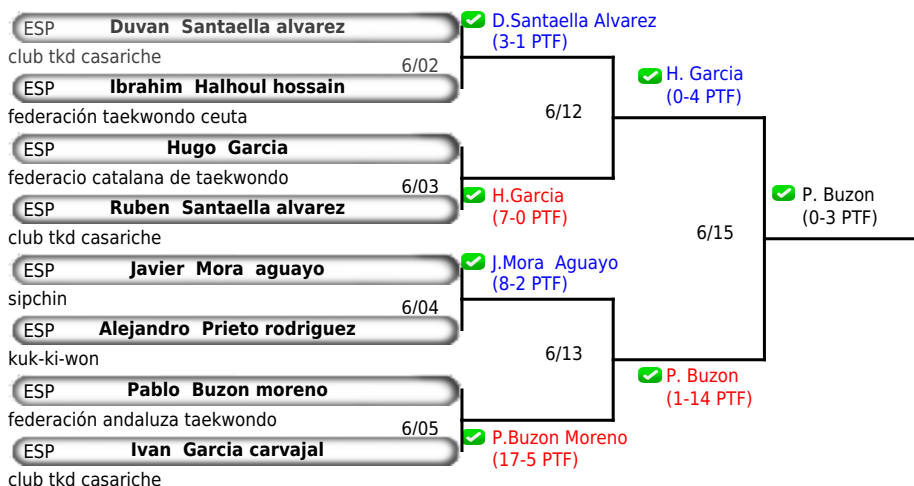 ESP Duvan Santaella alvarez
club tkd casariche
6/02
ESP Ibrahim Halhoul hossain
federación taekwondo ceuta
ESP Hugo Garcia
federacio catalana de taekwondo
6/03
ESP Ruben Santaella alvarez
club tkd casariche
ESP Javier Mora aguayo
sipchin
6/04
ESP Alejandro Prieto rodriguez
kuk-ki-won
ESP Pablo Buzon moreno
federación andaluza taekwondo
6/05
ESP Ivan Garcia carvajal
club tkd casariche
D.Santaella Alvarez
(3-1 PTF)
6/12
H.Garcia
(7-0 PTF)
J.Mora Aguayo
(8-2 PTF)
6/13
P.Buzon Moreno
(17-5 PTF)
H. Garcia
(0-4 PTF)
6/15
P. Buzon
(1-14 PTF)
P. Buzon
(0-3 PTF)